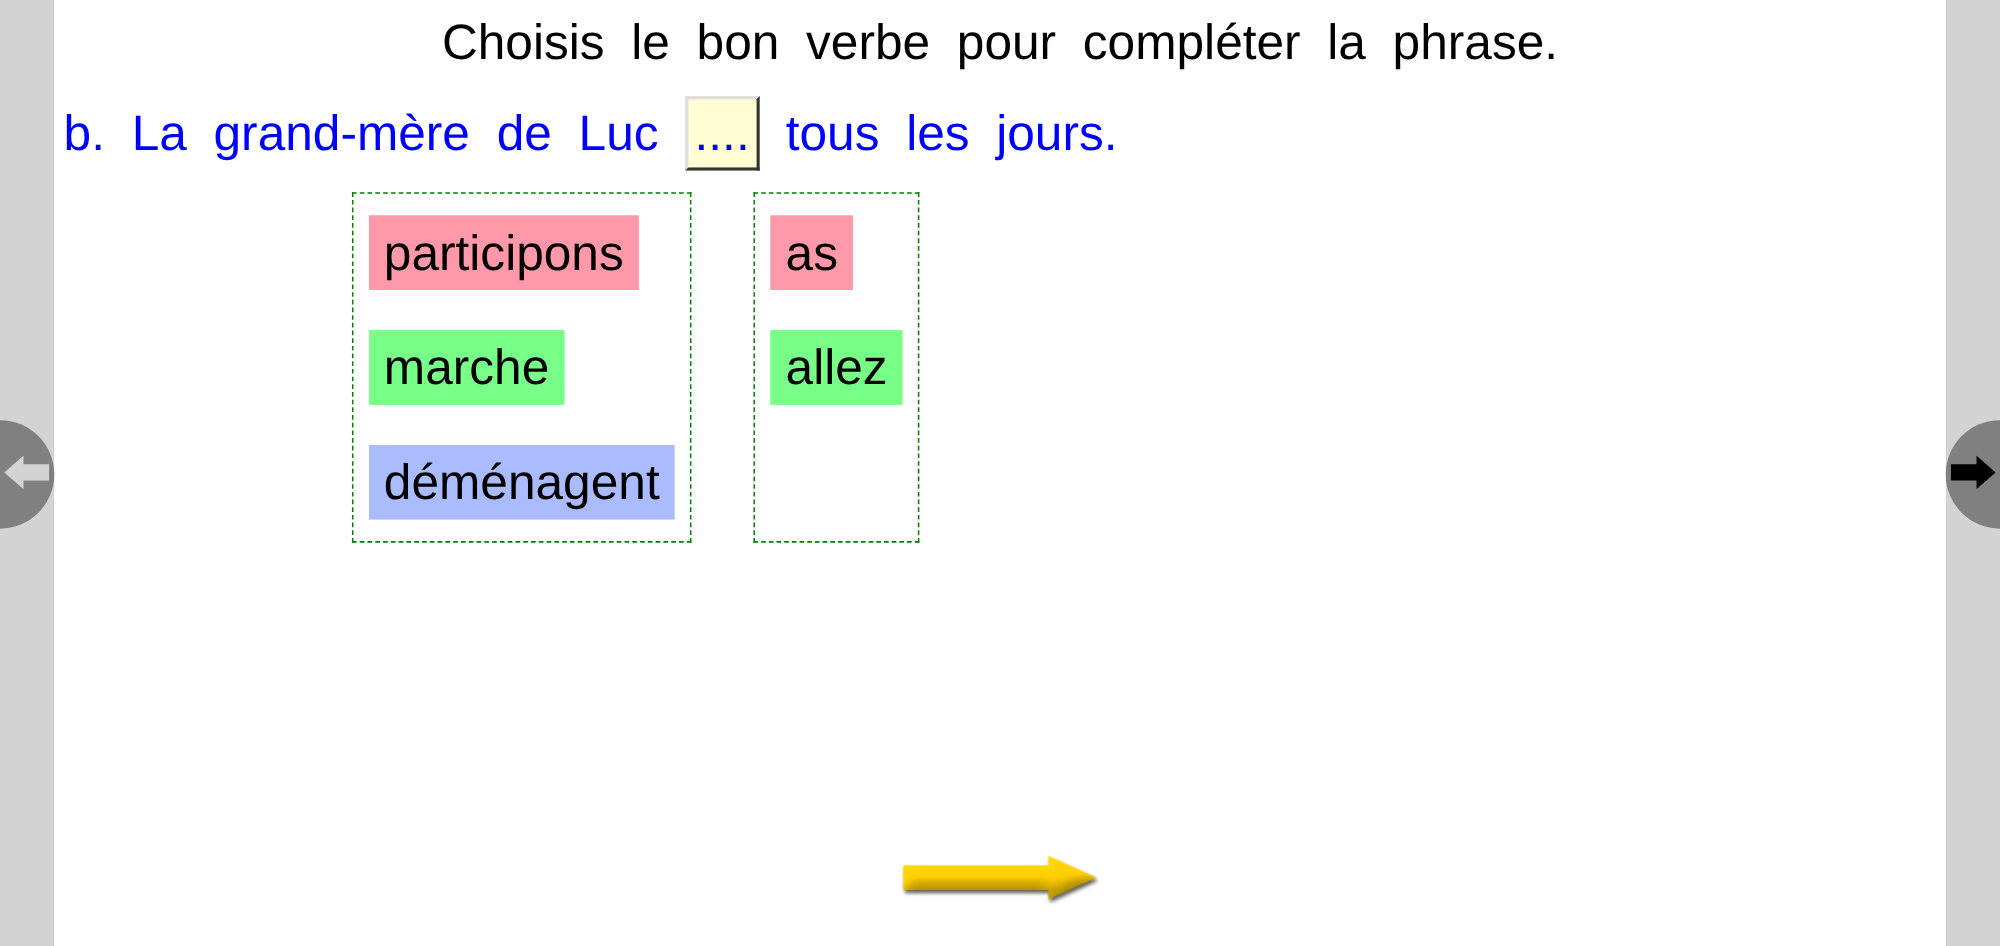 Choisis le bon verbe pour compléter la phrase.
b. La grand-mère de Luc .... tous les jours.
participons
marche
déménagent
as
allez